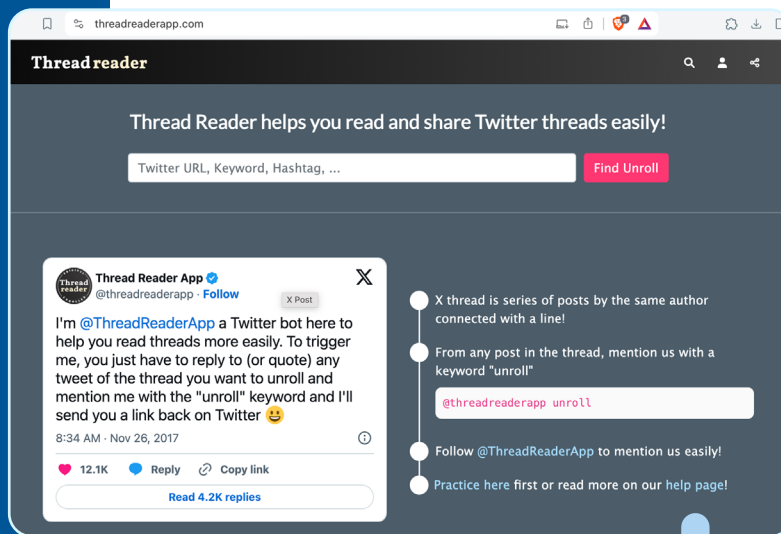 threadreaderapp.com
3
Thread reader
Thread Reader helps you read and share Twitter threads easily!
Twitter URL, Keyword, Hashtag, ...
Find Unroll
Thread reader
Thread Reader App
@threadreaderapp · Follow
X Post
I'm @ThreadReaderApp a Twitter bot here to
help you read threads more easily. To trigger
me, you just have to reply to (or quote) any
tweet of the thread you want to unroll and
mention me with the "unroll" keyword and I'll
send you a link back on Twitter 😀
8:34 AM · Nov 26, 2017
12.1K Reply Copy link
Read 4.2K replies
X thread is series of posts by the same author
connected with a line!
From any post in the thread, mention us with a
keyword "unroll"
@threadreaderapp unroll
Follow @ThreadReaderApp to mention us easily!
Practice here first or read more on our help page!